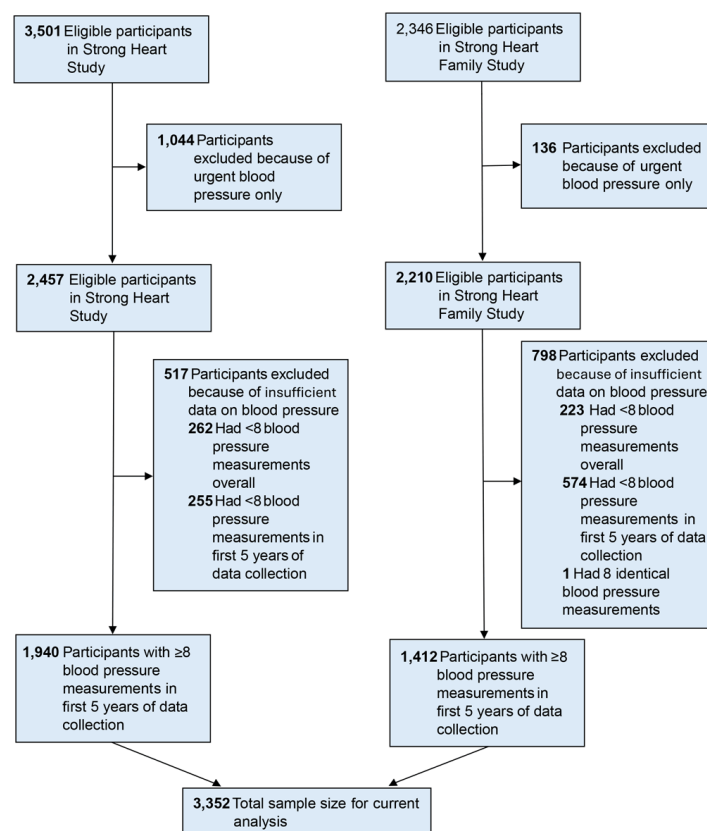 3,501 Eligible participants
in Strong Heart
Study
2,346 Eligible participants
in Strong Heart
Family Study
1,044 Participants
excluded because of
urgent blood
pressure only
136 Participants excluded
because of urgent
blood pressure only
2,457 Eligible participants
in Strong Heart
Study
2,210 Eligible participants
in Strong Heart
Family Study
517 Participants excluded
because of insufficient
data on blood pressure
262 Had <8 blood
pressure
measurements
overall
255 Had <8 blood
pressure
measurements in
first 5 years of
data collection
798 Participants excluded
because of insufficient
data on blood pressure
223 Had <8 blood
pressure
measurements
overall
574 Had <8 blood
pressure
measurements in
first 5 years of data
collection
1 Had 8 identical
blood pressure
measurements
1,940 Participants with ≥8
blood pressure
measurements in
first 5 years of data
collection
1,412 Participants with ≥8
blood pressure
measurements in
first 5 years of data
collection
3,352 Total sample size for current
analysis